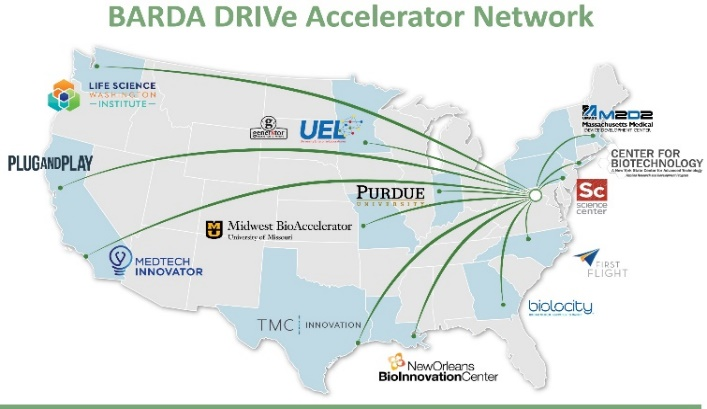 BARDA DRIVe Accelerator Network
LIFE SCIENCE
WASHINGTON
INSTITUTE
g
gener8tor
UEL
M2D2
Massachusetts Medical
DEVICE DEVELOPMENT CENTER
CENTER FOR
BIOTECHNOLOGY
PLUGANDPLAY
PURDUE
UNIVERSITY
Sc
science
center
Midwest BioAccelerator
University of Missouri
MEDTECH
INNOVATOR
FIRST
FLIGHT
biolocity
TMC | INNOVATION
NewOrleans
BioInnovationCenter